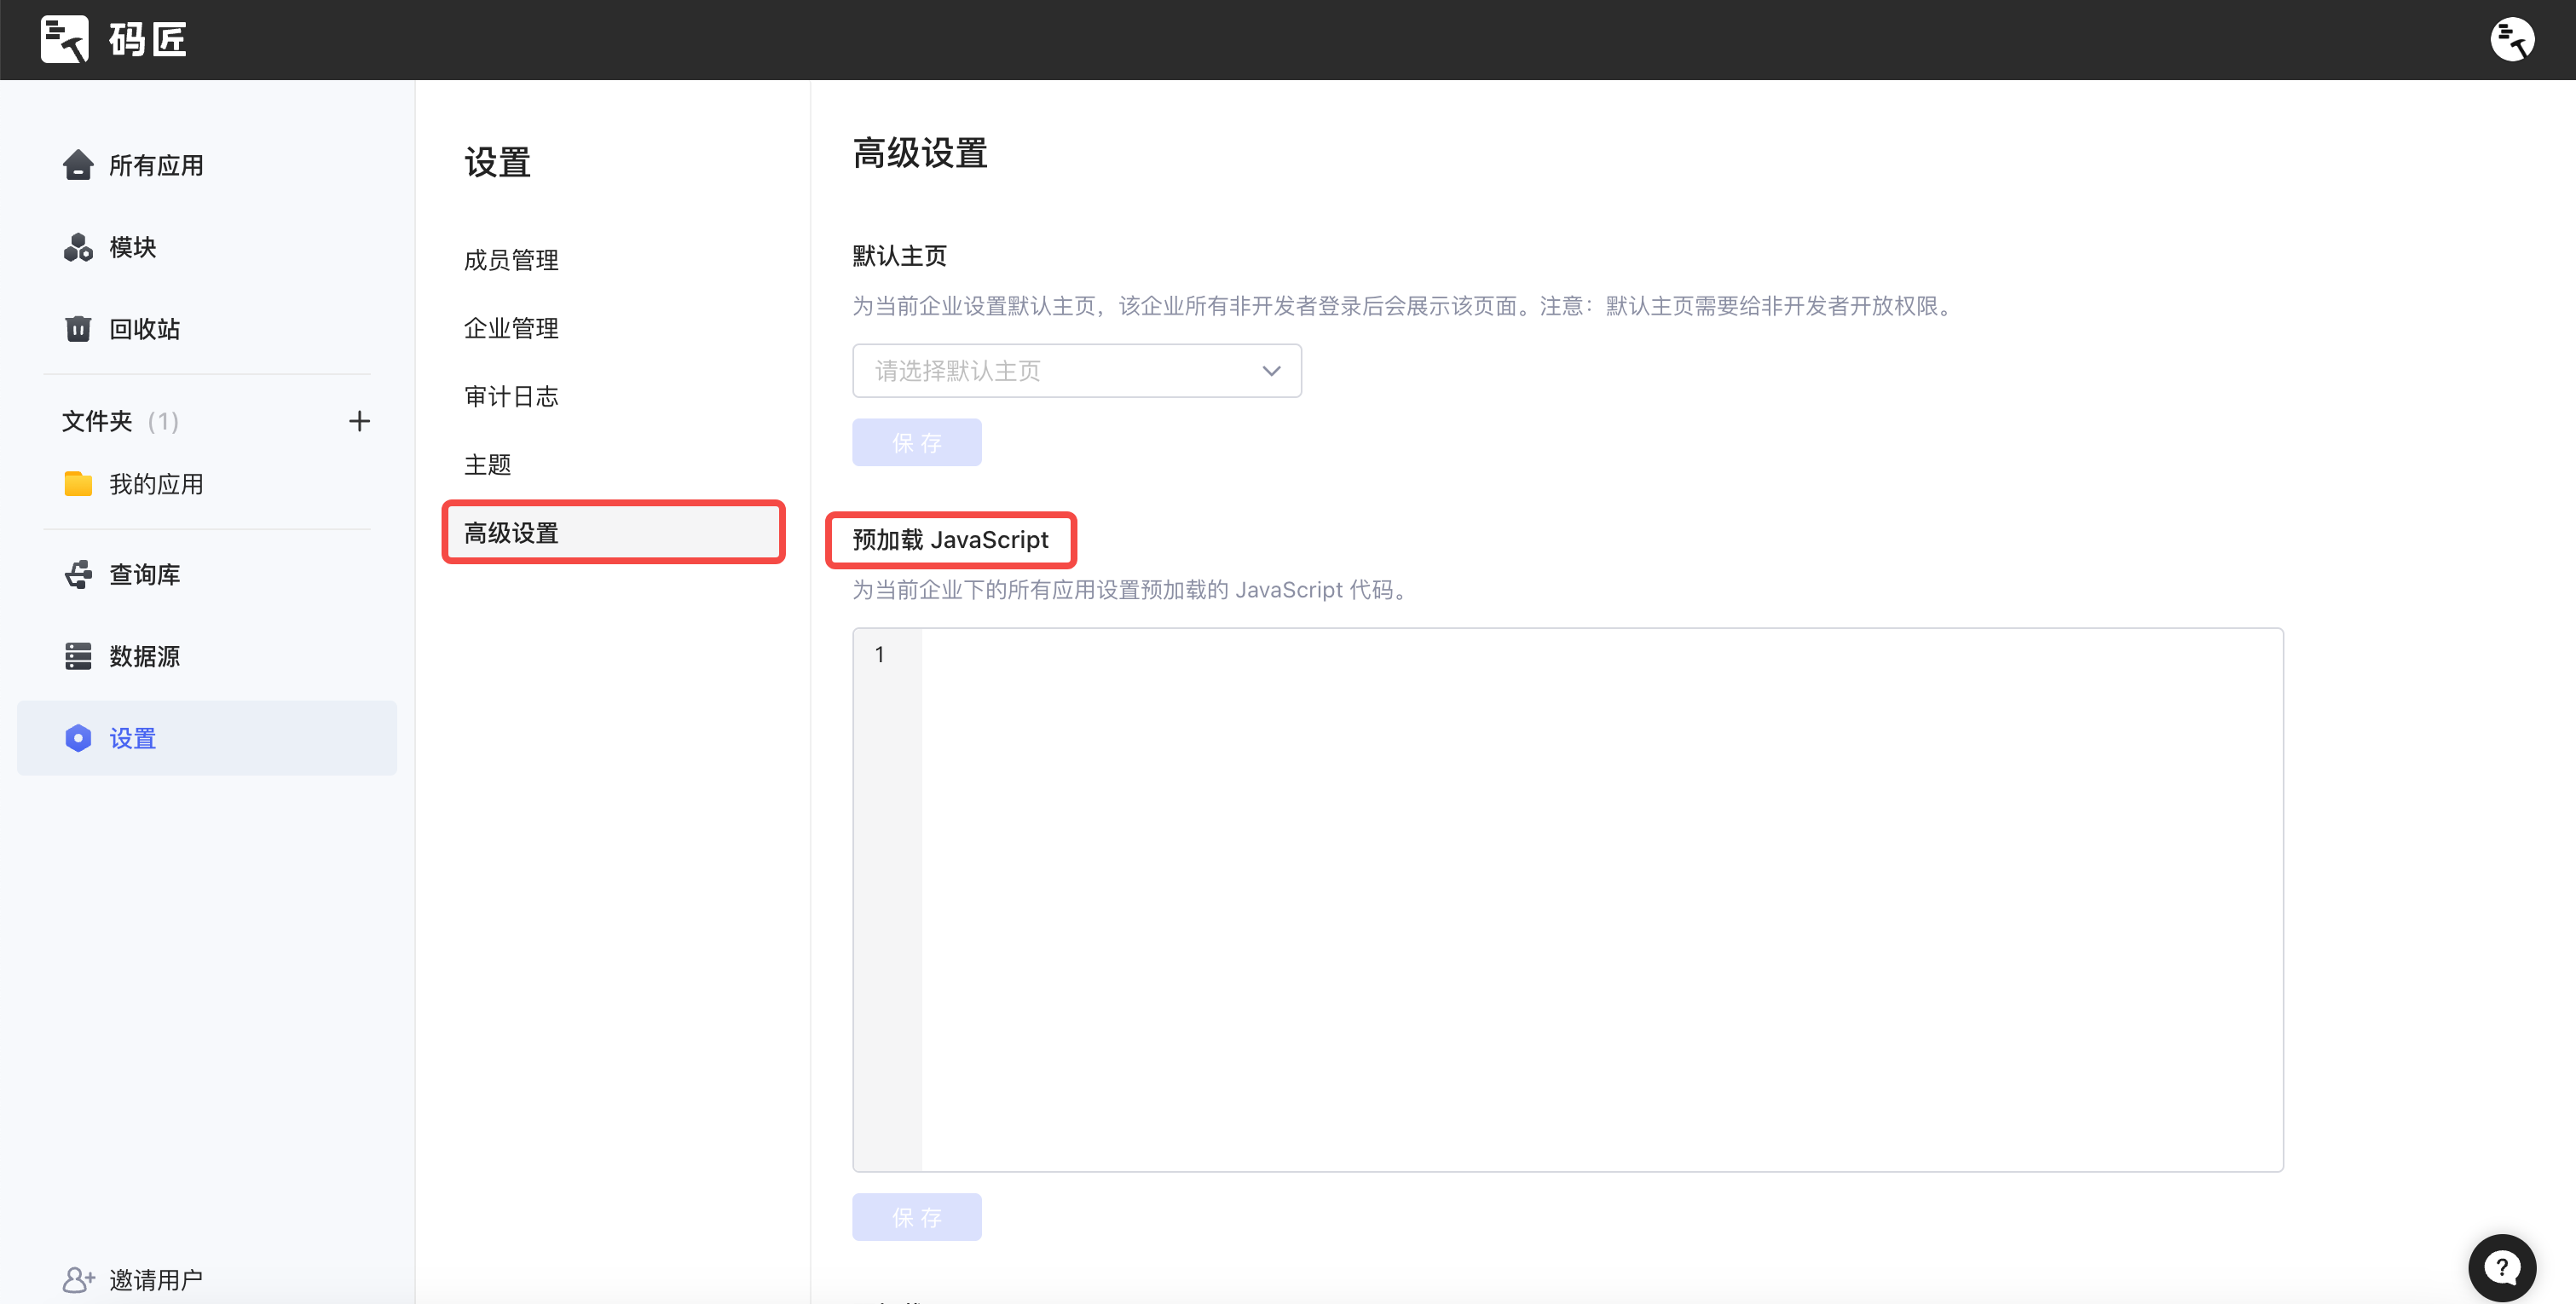 码匠
所有应用
模块
回收站
文件夹 (1)
我的应用
查询库
数据源
设置
邀请用户
设置
成员管理
企业管理
审计日志
主题
高级设置
高级设置
默认主页
为当前企业设置默认主页，该企业所有非开发者登录后会展示该页面。注意：默认主页需要给非开发者开放权限。
请选择默认主页
保 存
预加载 JavaScript
为当前企业下的所有应用设置预加载的 JavaScript 代码。
1
保 存
?